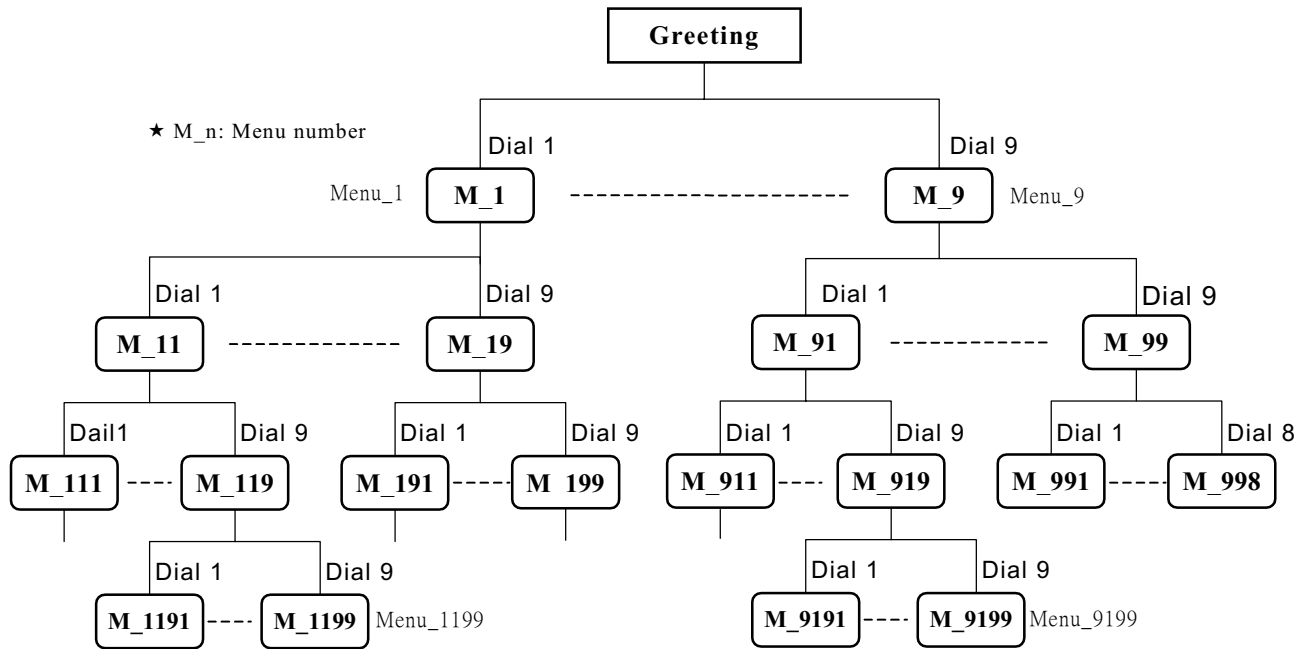 Greeting
★ M_n: Menu number
Dial 1
Dial 9
Menu_1
M_1
M_9
Menu_9
Dial 1
Dial 9
Dial 1
Dial 9
M_11
M_19
M_91
M_99
Dail1
Dial 9
Dial 1
Dial 9
Dial 1
Dial 9
Dial 1
Dial 8
M_111
M_119
M_191
M 199
M_911
M_919
M_991
M_998
Dial 1
Dial 9
Dial 1
Dial 9
M_1191
M_1199
Menu_1199
M_9191
M_9199
Menu_9199